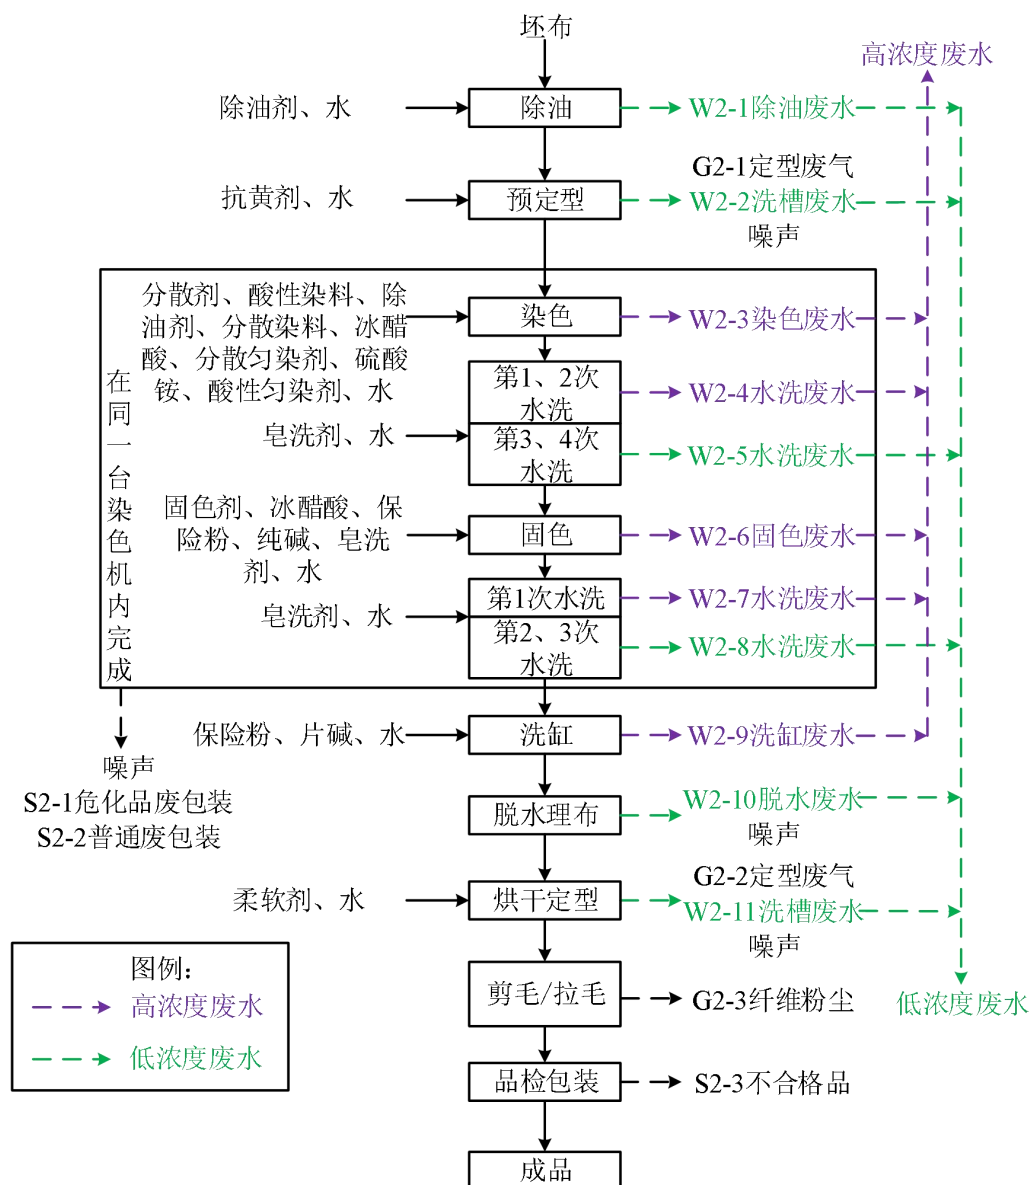 坯布
高浓度废水
除油剂、水
除油
W2-1除油废水
G2-1定型废气
抗黄剂、水
预定型
W2-2洗槽废水
噪声
在同一台染色机内完成
分散剂、酸性染料、除
油剂、分散染料、冰醋
酸、分散匀染剂、硫酸
铵、酸性匀染剂、水
染色
W2-3染色废水
第1、2次
水洗
W2-4水洗废水
皂洗剂、水
第3、4次
水洗
W2-5水洗废水
固色剂、冰醋酸、保
险粉、纯碱、皂洗
剂、水
固色
W2-6固色废水
皂洗剂、水
第1次水洗
W2-7水洗废水
第2、3次
水洗
W2-8水洗废水
噪声
S2-1危化品废包装
S2-2普通废包装
保险粉、片碱、水
洗缸
W2-9洗缸废水
脱水理布
W2-10脱水废水
噪声
G2-2定型废气
柔软剂、水
烘干定型
W2-11洗槽废水
噪声
图例：
高浓度废水
低浓度废水
剪毛/拉毛
G2-3纤维粉尘
低浓度废水
品检包装
S2-3不合格品
成品